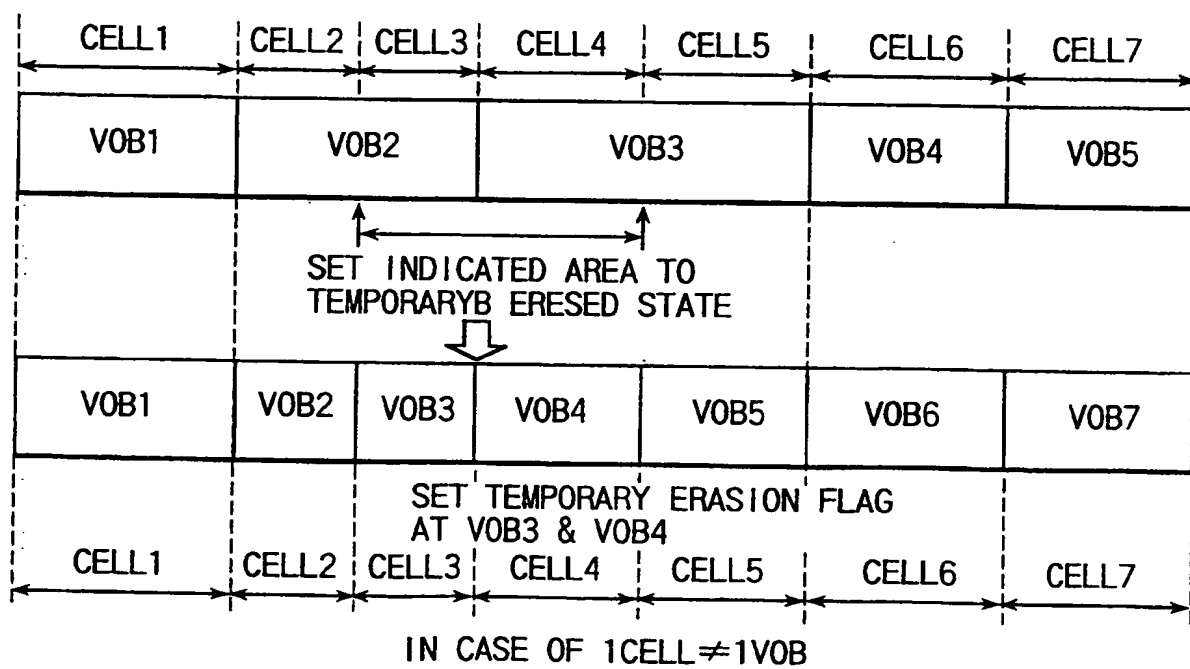 CELL1 CELL2 CELL3 CELL4 CELL5 CELL6 CELL7
VOB1 VOB2 VOB3 VOB4 VOB5
SET INDICATED AREA TO
TEMPORARYB ERESED STATE
VOB1 VOB2 VOB3 VOB4 VOB5 VOB6 VOB7
SET TEMPORARY ERASION FLAG
AT VOB3 & VOB4
CELL1 CELL2 CELL3 CELL4 CELL5 CELL6 CELL7
IN CASE OF 1CELL≠1VOB